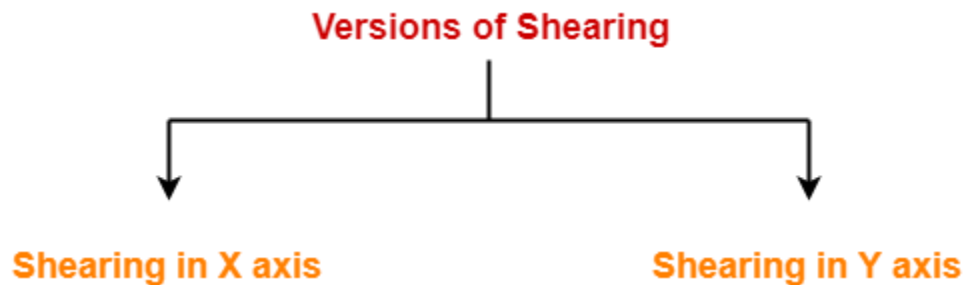 Versions of Shearing
Shearing in X axis
Shearing in Y axis